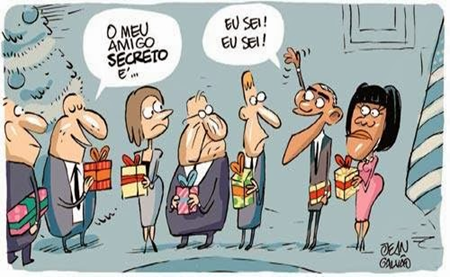 O MEU
AMIGO
SECRETO
E'...
EU SEI!
EU SEI!
JEAN
GALVÃO